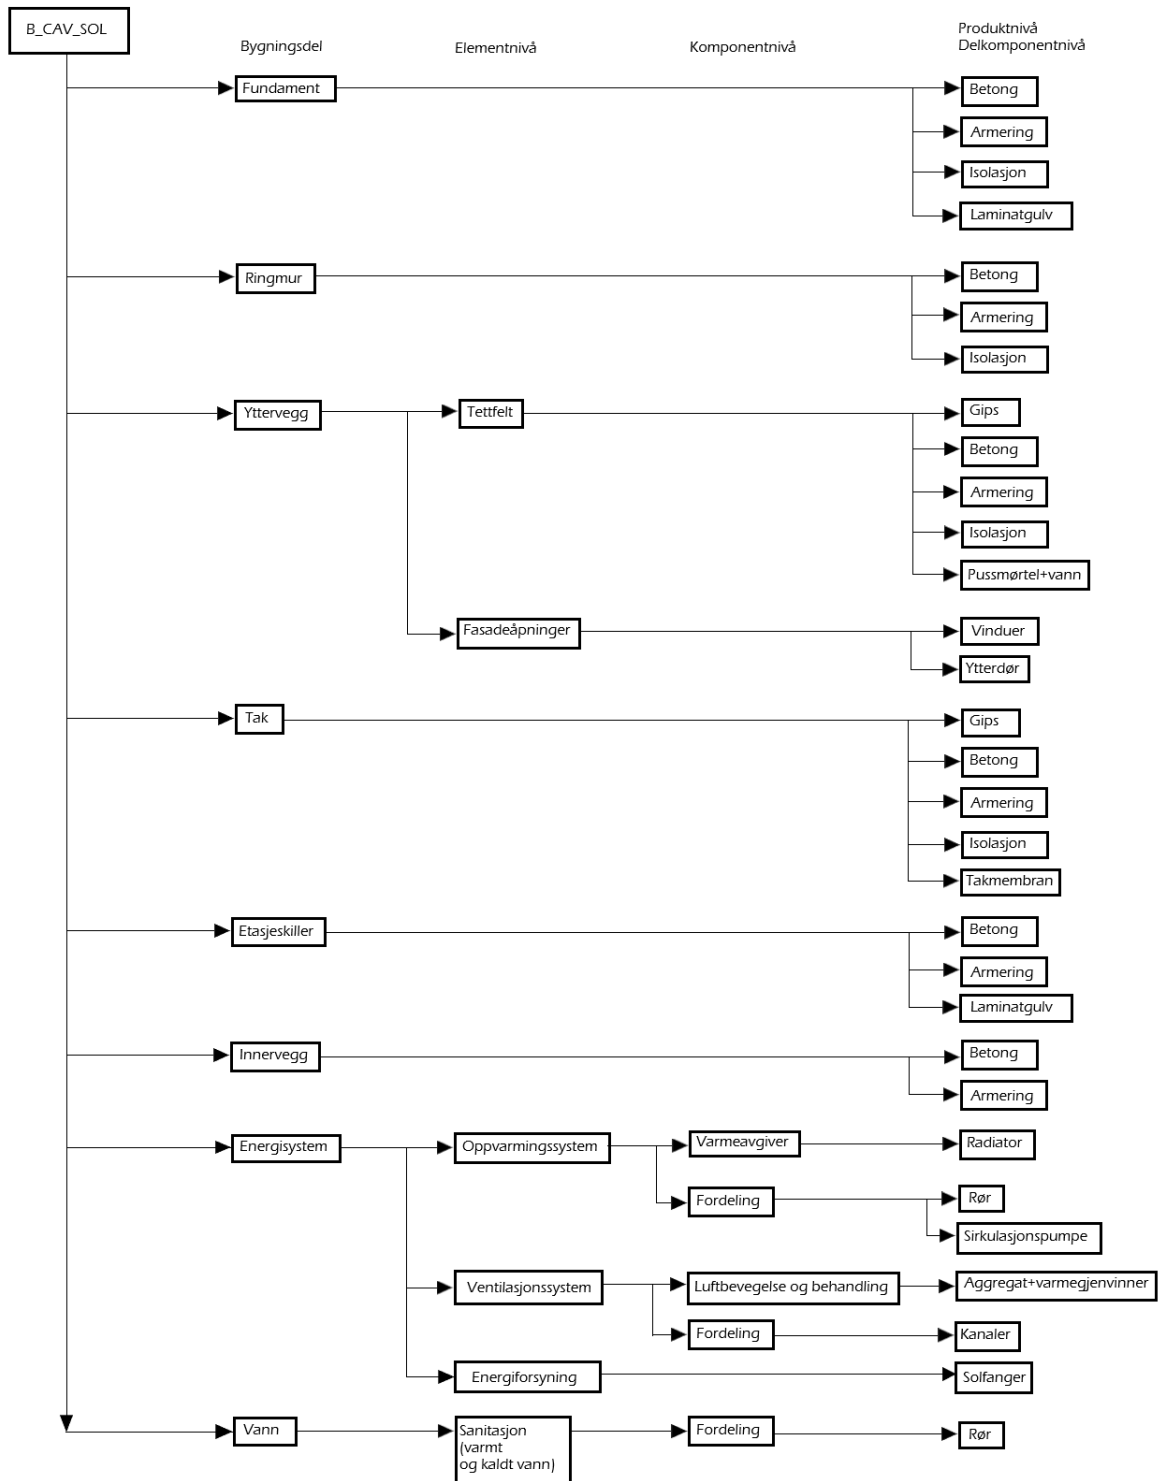 B_CAV_SOL
Bygningsdel
Elementnivå
Komponentnivå
Produktnivå
Delkomponentnivå
Fundament
Betong
Armering
Isolasjon
Laminatgulv
Ringmur
Betong
Armering
Isolasjon
Yttervegg
Tettfelt
Gips
Betong
Armering
Isolasjon
Pussmørtel+vann
Fasadeåpninger
Vinduer
Ytterdør
Tak
Gips
Betong
Armering
Isolasjon
Takmembran
Etasjeskiller
Betong
Armering
Laminatgulv
Innervegg
Betong
Armering
Energisystem
Oppvarmingssystem
Varmeavgiver
Radiator
Fordeling
Rør
Sirkulasjonspumpe
Ventilasjonssystem
Luftbevegelse og behandling
Aggregat+varmegjenvinner
Fordeling
Kanaler
Energiforsyning
Solfanger
Vann
Sanitasjon
(varmt
og kaldt vann)
Fordeling
Rør